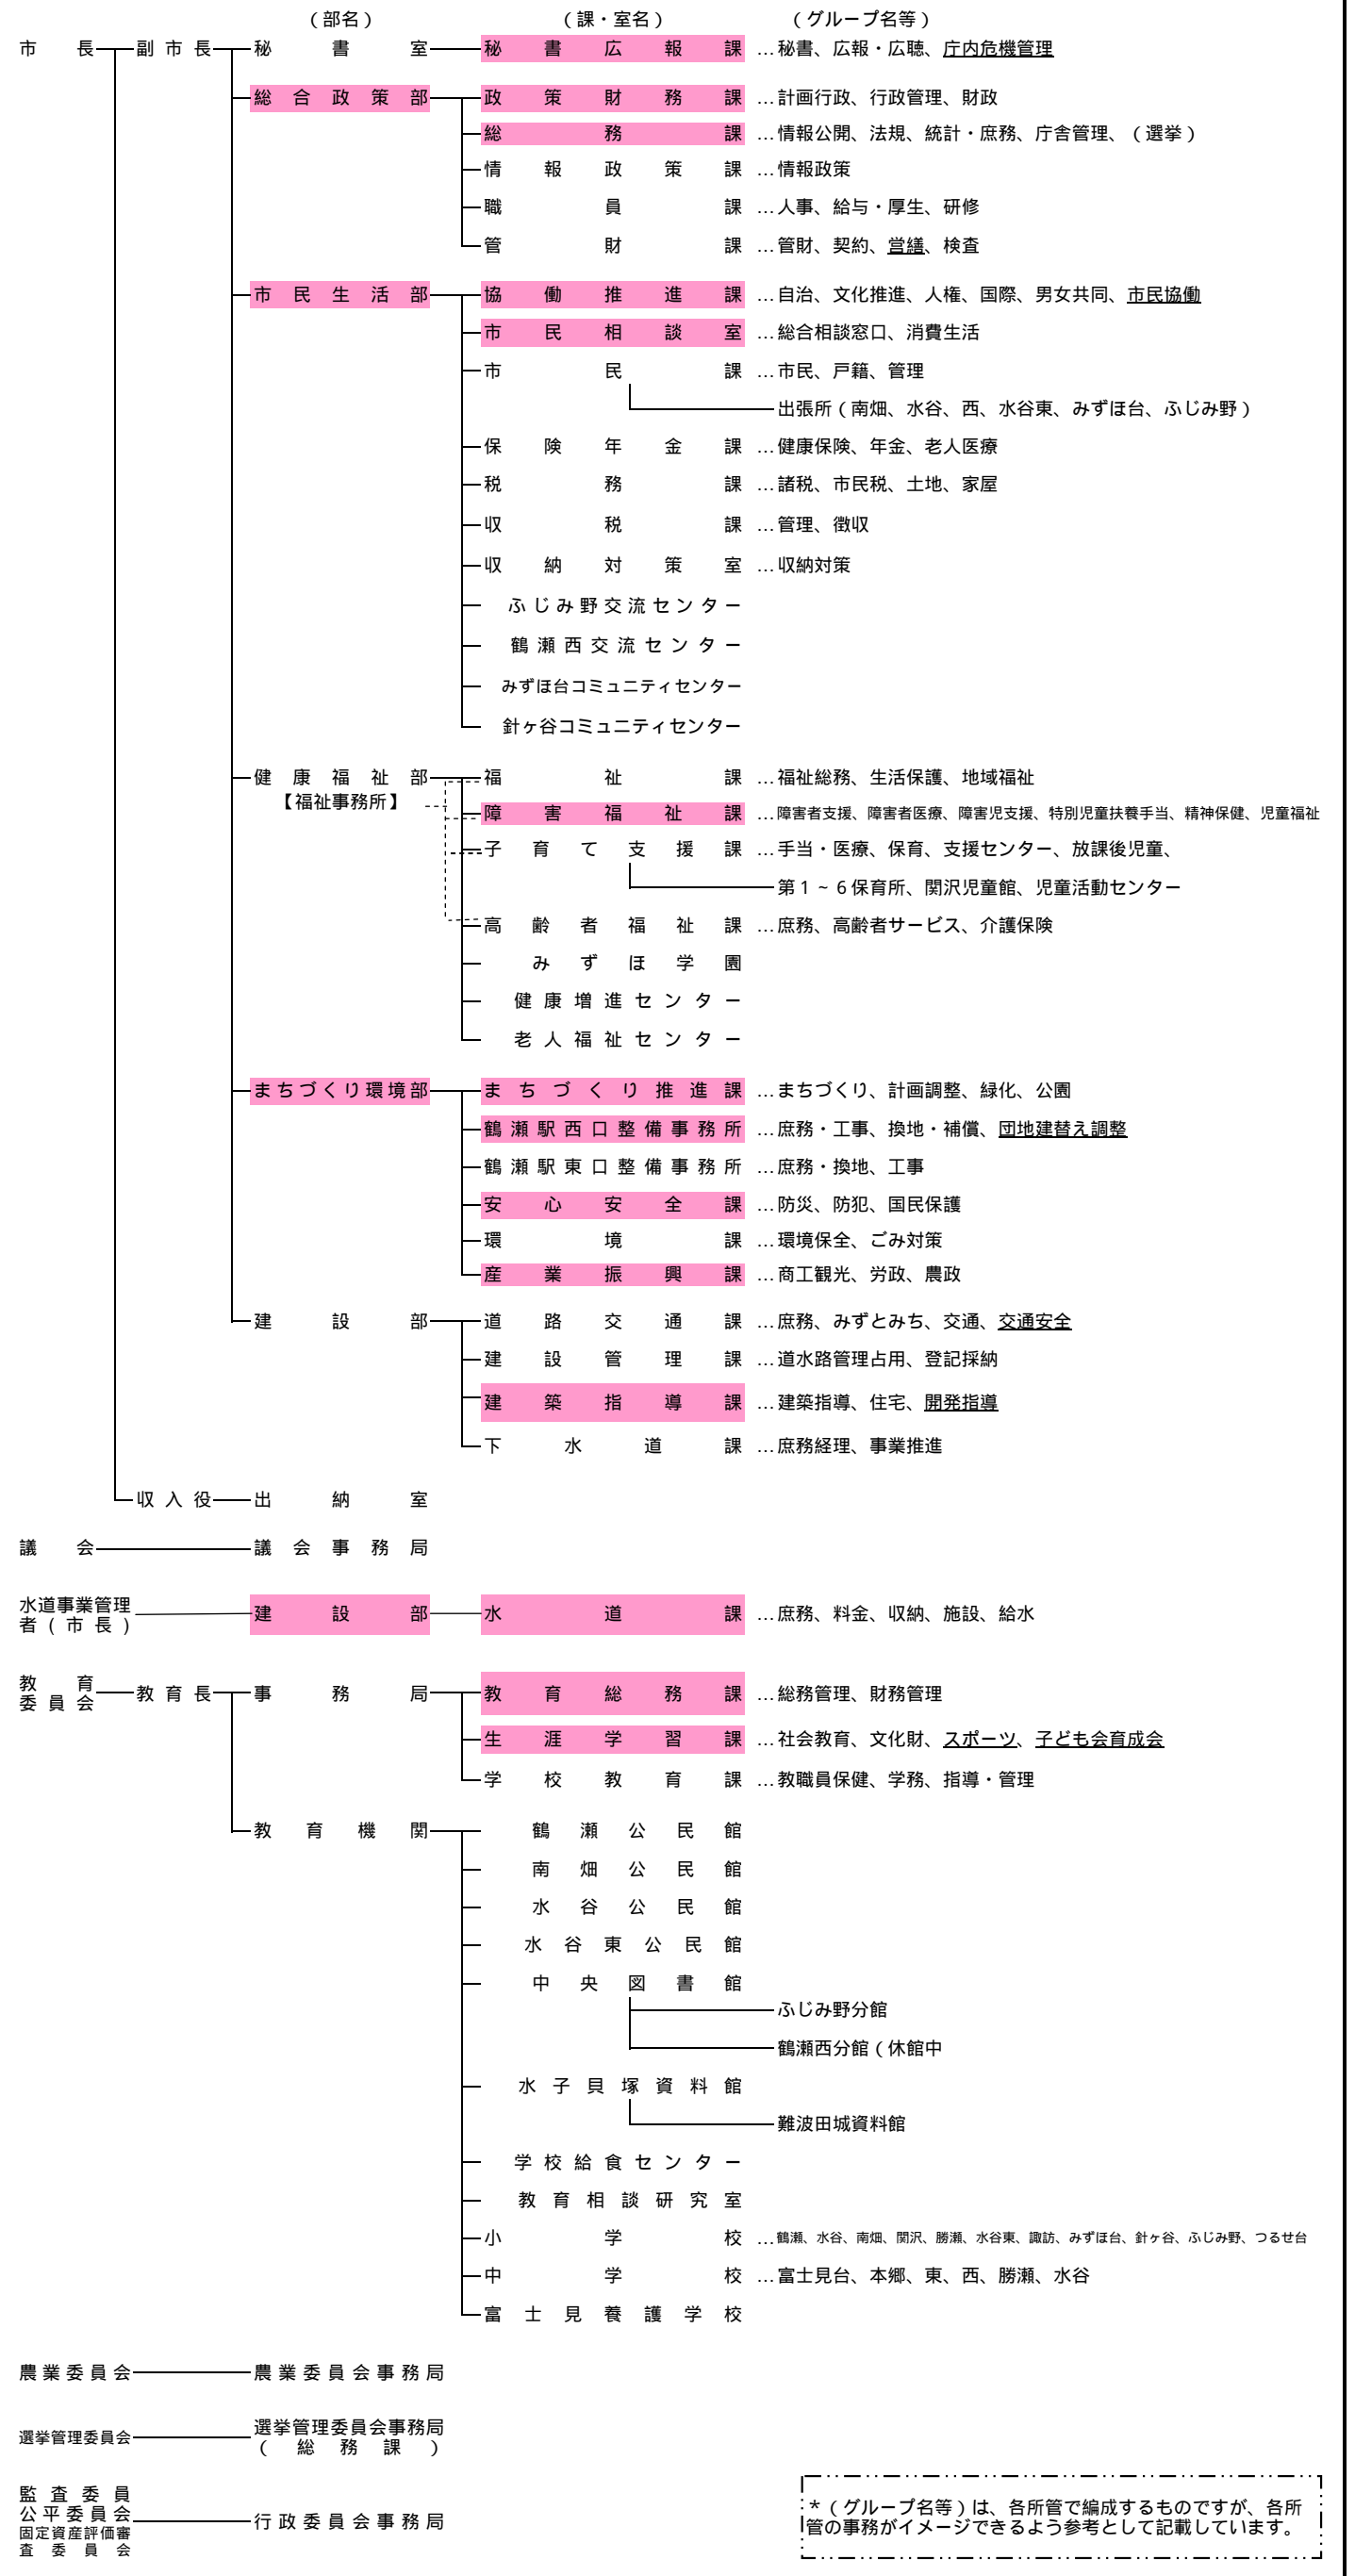 （部名） （課・室名） （グループ名等）
市長 副市長 秘書室 秘書広報課 …秘書、広報・広聴、庁内危機管理
総合政策部 政策財務課 …計画行政、行政管理、財政
総務課 …情報公開、法規、統計・庶務、庁舎管理、（選挙）
情報政策課 …情報政策
職員課 …人事、給与・厚生、研修
管財課 …管財、契約、営繕、検査
市民生活部 協働推進課 …自治、文化推進、人権、国際、男女共同、市民協働
市民相談室 …総合相談窓口、消費生活
市民課 …市民、戸籍、管理
出張所（南畑、水谷、西、水谷東、みずほ台、ふじみ野）
保険年金課 …健康保険、年金、老人医療
税務課 …諸税、市民税、土地、家屋
収税課 …管理、徴収
収納対策室 …収納対策
ふじみ野交流センター
鶴瀬西交流センター
みずほ台コミュニティセンター
針ヶ谷コミュニティセンター
健康福祉部 福祉課 …福祉総務、生活保護、地域福祉
【福祉事務所】
障害福祉課 …障害者支援、障害者医療、障害児支援、特別児童扶養手当、精神保健、児童福祉
子育て支援課 …手当・医療、保育、支援センター、放課後児童、
第１～６保育所、関沢児童館、児童活動センター
高齢者福祉課 …庶務、高齢者サービス、介護保険
みずほ学園
健康増進センター
老人福祉センター
まちづくり環境部 まちづくり推進課 …まちづくり、計画調整、緑化、公園
鶴瀬駅西口整備事務所 …庶務・工事、換地・補償、団地建替え調整
鶴瀬駅東口整備事務所 …庶務・換地、工事
安心安全課 …防災、防犯、国民保護
環境課 …環境保全、ごみ対策
産業振興課 …商工観光、労政、農政
建設部 道路交通課 …庶務、みずとみち、交通、交通安全
建設管理課 …道水路管理占用、登記採納
建築指導課 …建築指導、住宅、開発指導
下水道課 …庶務経理、事業推進
収入役 出納室
議会 議会事務局
水道事業管理
者（市長） 建設部 水道課 …庶務、料金、収納、施設、給水
教育
委員会 教育長 事務局 教育総務課 …総務管理、財務管理
生涯学習課 …社会教育、文化財、スポーツ、子ども会育成会
学校教育課 …教職員保健、学務、指導・管理
教育機関 鶴瀬公民館
南畑公民館
水谷公民館
水谷東公民館
中央図書館
ふじみ野分館
鶴瀬西分館（休館中
水子貝塚資料館
難波田城資料館
学校給食センター
教育相談研究室
小学校 …鶴瀬、水谷、南畑、関沢、勝瀬、水谷東、諏訪、みずほ台、針ヶ谷、ふじみ野、つるせ台
中学校 …富士見台、本郷、東、西、勝瀬、水谷
富士見養護学校
農業委員会 農業委員会事務局
選挙管理委員会 選挙管理委員会事務局
（総務課）
監査委員
公平委員会
固定資産評価審
査委員会 行政委員会事務局
＊（グループ名等）は、各所管で編成するものですが、各所
管の事務がイメージできるよう参考として記載しています。